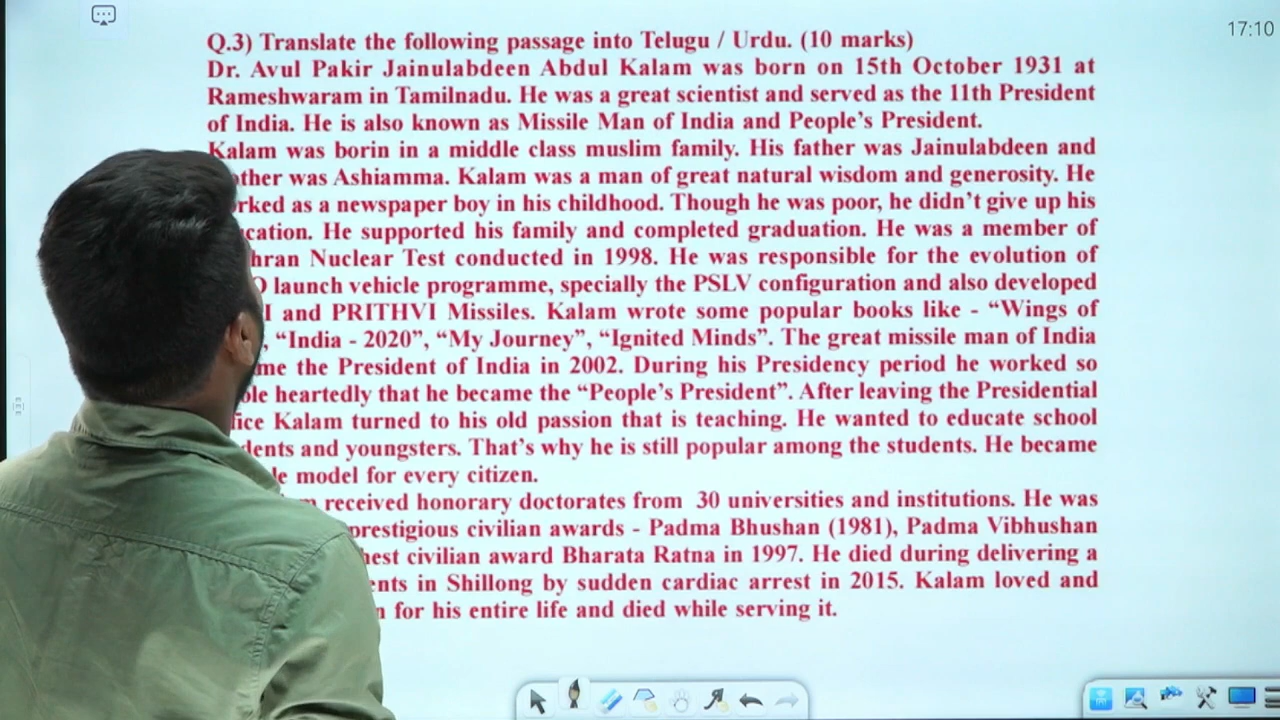 17:10
Q.3) Translate the following passage into Telugu / Urdu. (10 marks)
Dr. Avul Pakir Jainulabdeen Abdul Kalam was born on 15th October 1931 at
Rameshwaram in Tamilnadu. He was a great scientist and served as the 11th President
of India. He is also known as Missile Man of India and People's President.
Kalam was borin in a middle class muslim family. His father was Jainulabdeen and
other was Ashiamma. Kalam was a man of great natural wisdom and generosity. He
rked as a newspaper boy in his childhood. Though he was poor, he didn't give up his
cation. He supported his family and completed graduation. He was a member of
hran Nuclear Test conducted in 1998. He was responsible for the evolution of
O launch vehicle programme, specially the PSLV configuration and also developed
I and PRITHVI Missiles. Kalam wrote some popular books like - “Wings of
, “India - 2020”, “My Journey”, “Ignited Minds”. The great missile man of India
me the President of India in 2002. During his Presidency period he worked so
ole heartedly that he became the “People's President”. After leaving the Presidential
ice Kalam turned to his old passion that is teaching. He wanted to educate school
dents and youngsters. That's why he is still popular among the students. He became
le model for every citizen.
m received honorary doctorates from 30 universities and institutions. He was
prestigious civilian awards - Padma Bhushan (1981), Padma Vibhushan
hest civilian award Bharata Ratna in 1997. He died during delivering a
ents in Shillong by sudden cardiac arrest in 2015. Kalam loved and
n for his entire life and died while serving it.